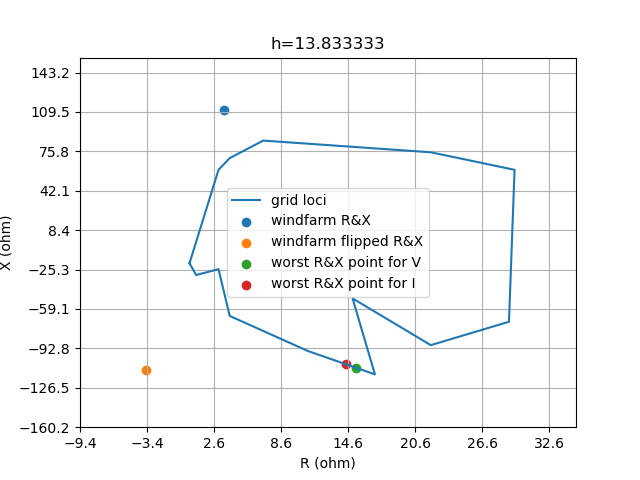 h=13.833333
143.2
109.5
75.8
42.1
8.4
−25.3
−59.1
−92.8
−126.5
−160.2
X (ohm)
grid loci
windfarm R&X
windfarm flipped R&X
worst R&X point for V
worst R&X point for I
−9.4 −3.4 2.6 8.6 14.6 20.6 26.6 32.6
R (ohm)